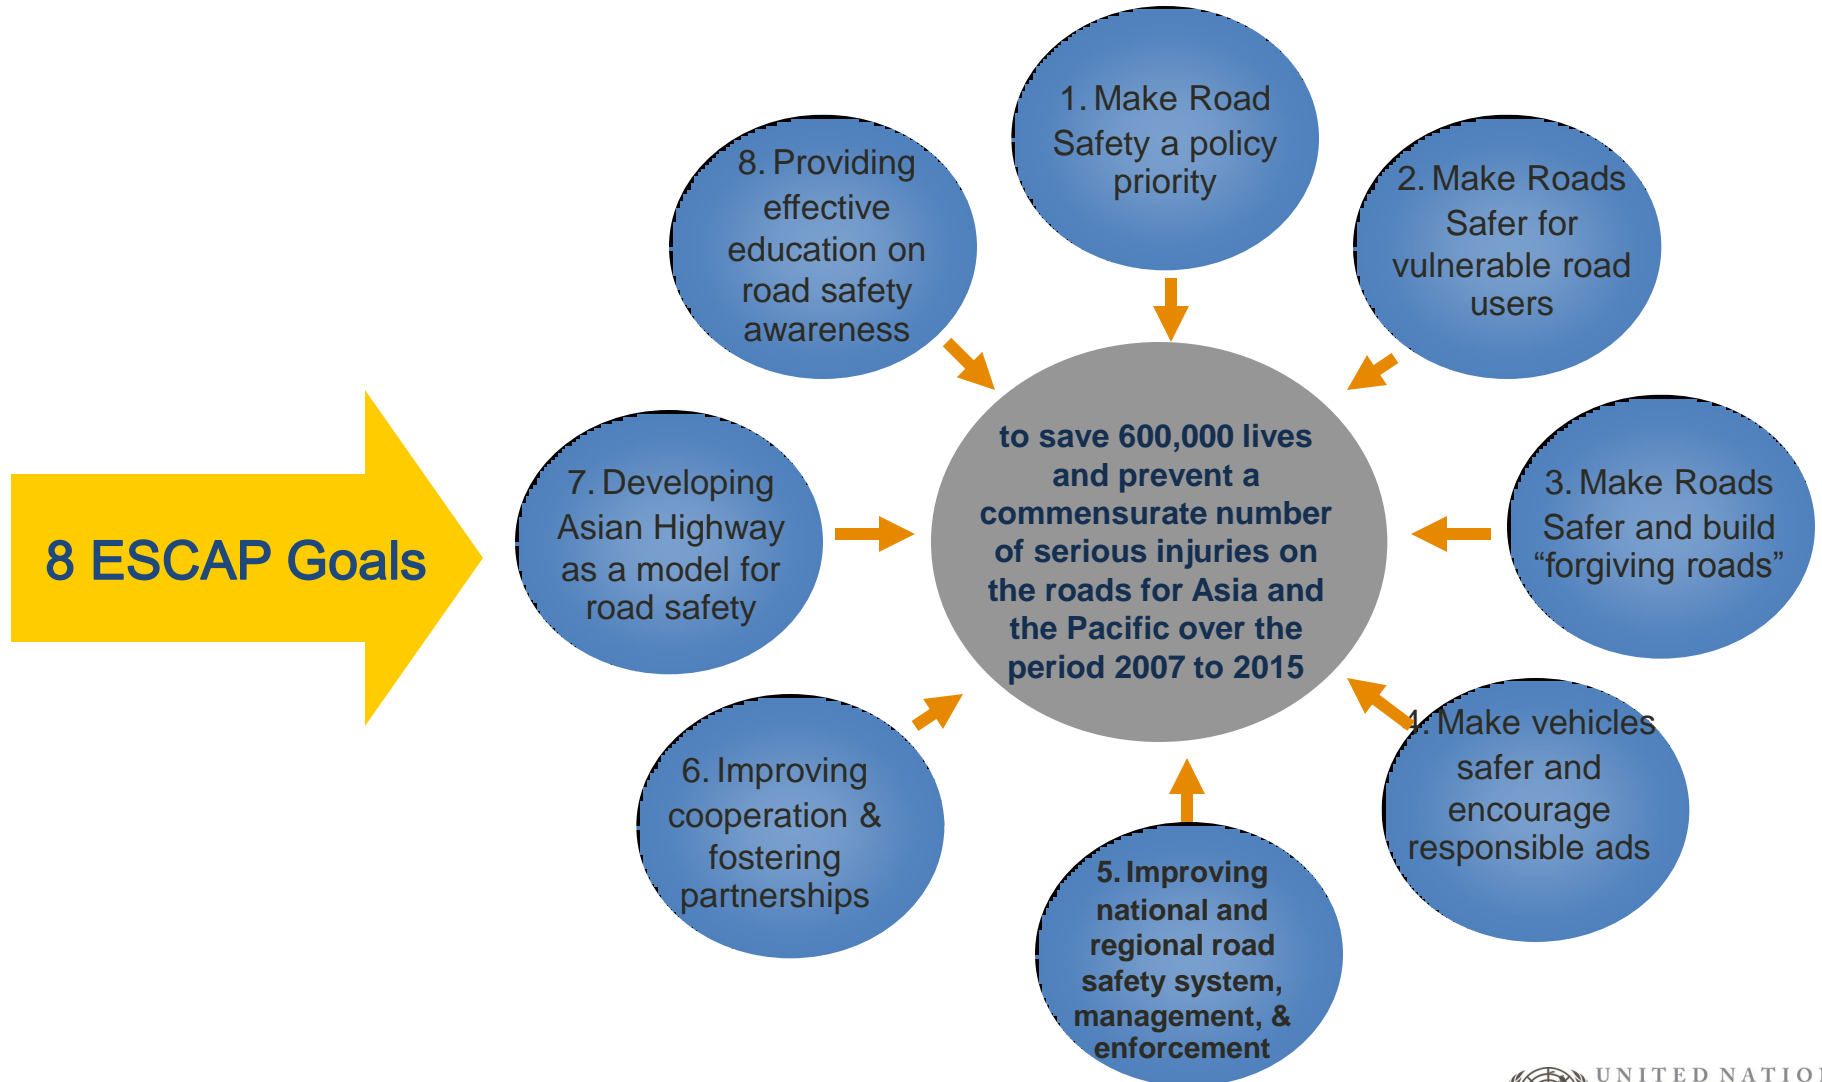 8 ESCAP Goals
1. Make Road
Safety a policy
priority
2. Make Roads
Safer for
vulnerable road
users
3. Make Roads
Safer and build
“forgiving roads”
4. Make vehicles
safer and
encourage
responsible ads
5. Improving
national and
regional road
safety system,
management, &
enforcement
6. Improving
cooperation &
fostering
partnerships
7. Developing
Asian Highway
as a model for
road safety
8. Providing
effective
education on
road safety
awareness
to save 600,000 lives
and prevent a
commensurate number
of serious injuries on
the roads for Asia and
the Pacific over the
period 2007 to 2015
UNITED NATION